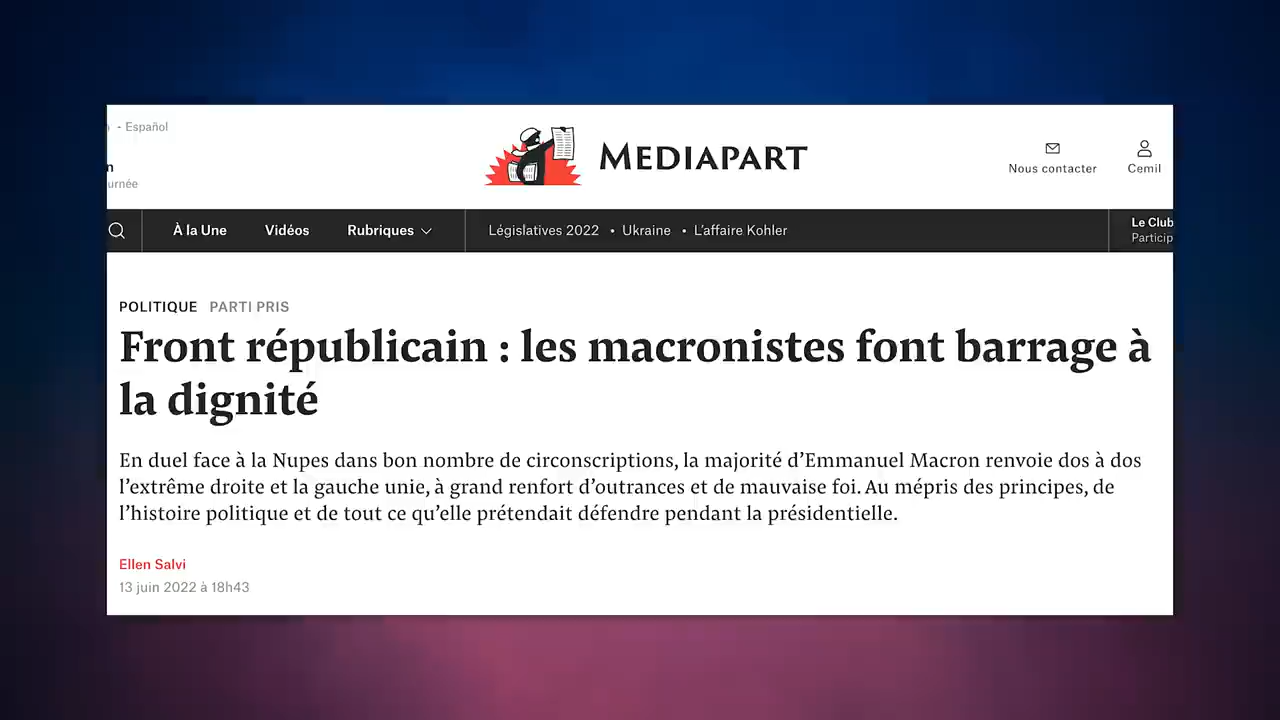 - Español
n
urnée
MEDIAPART
Nous contacter
Cemil
À la Une
Vidéos
Rubriques
Législatives 2022 • Ukraine • L'affaire Kohler
Le Club
Particip
POLITIQUE PARTI PRIS
Front républicain : les macronistes font barrage à
la dignité
En duel face à la Nupes dans bon nombre de circonscriptions, la majorité d'Emmanuel Macron renvoie dos à dos
l'extrême droite et la gauche unie, à grand renfort d'outrances et de mauvaise foi. Au mépris des principes, de
l'histoire politique et de tout ce qu'elle prétendait défendre pendant la présidentielle.
Ellen Salvi
13 juin 2022 à 18h43